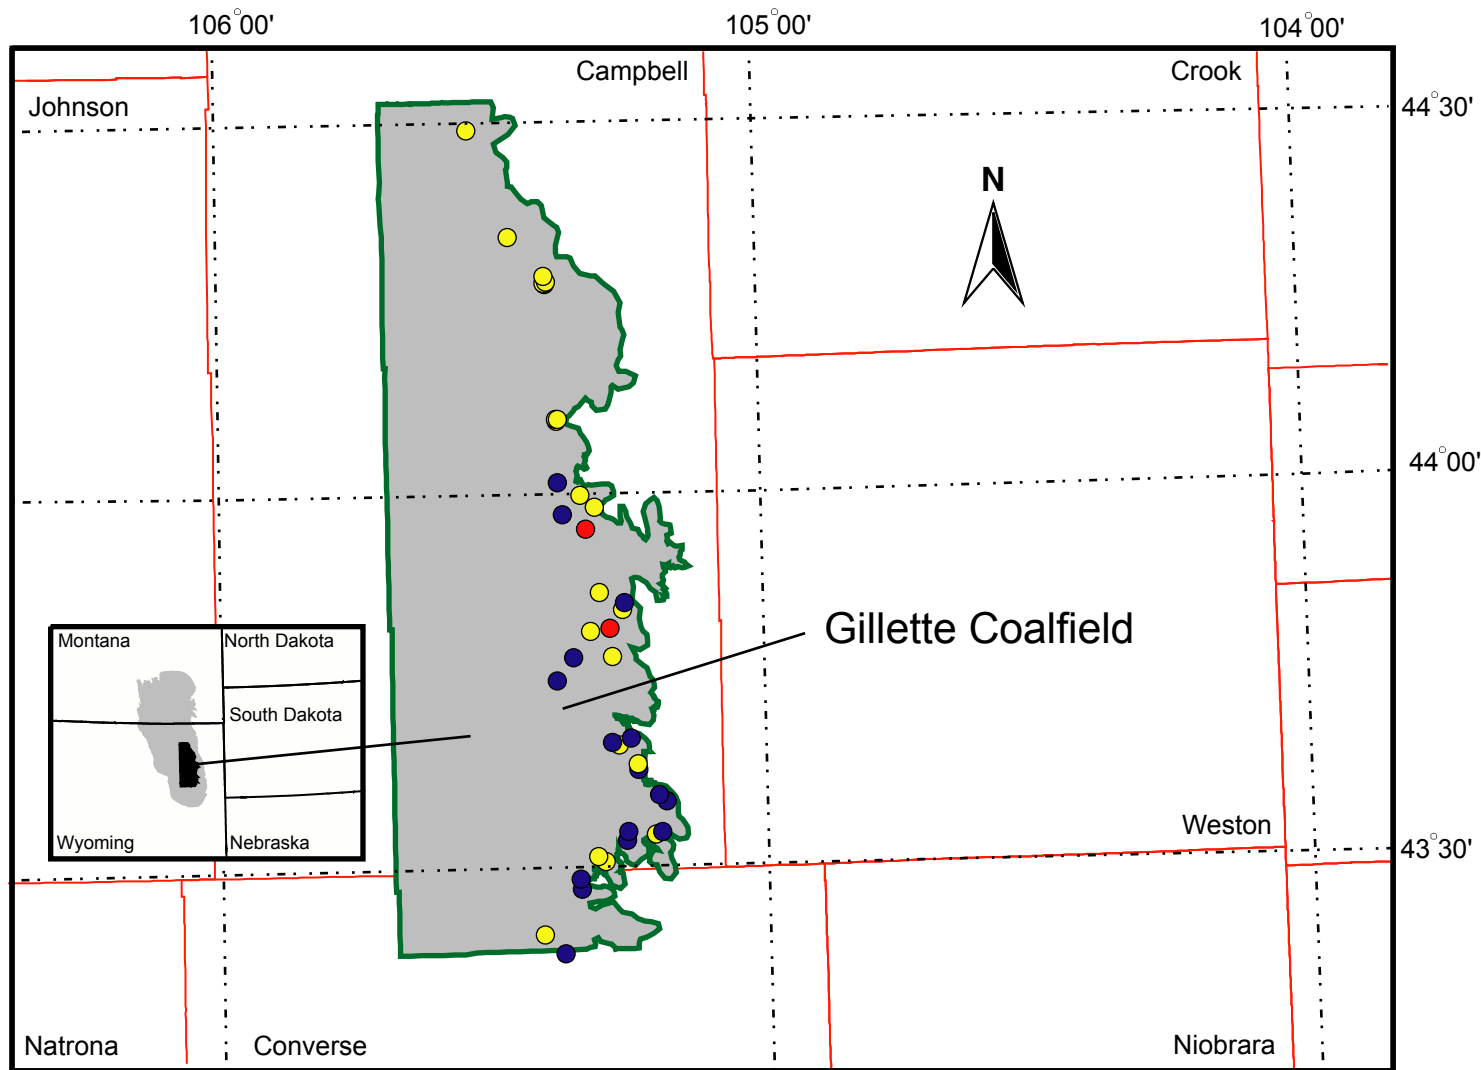 106°00'
105°00'
104°00'
Campbell
Crook
Johnson
44°30'
N
44°00'
Gillette Coalfield
Montana
North Dakota
South Dakota
Wyoming
Nebraska
Weston
43°30'
Natrona
Converse
Niobrara